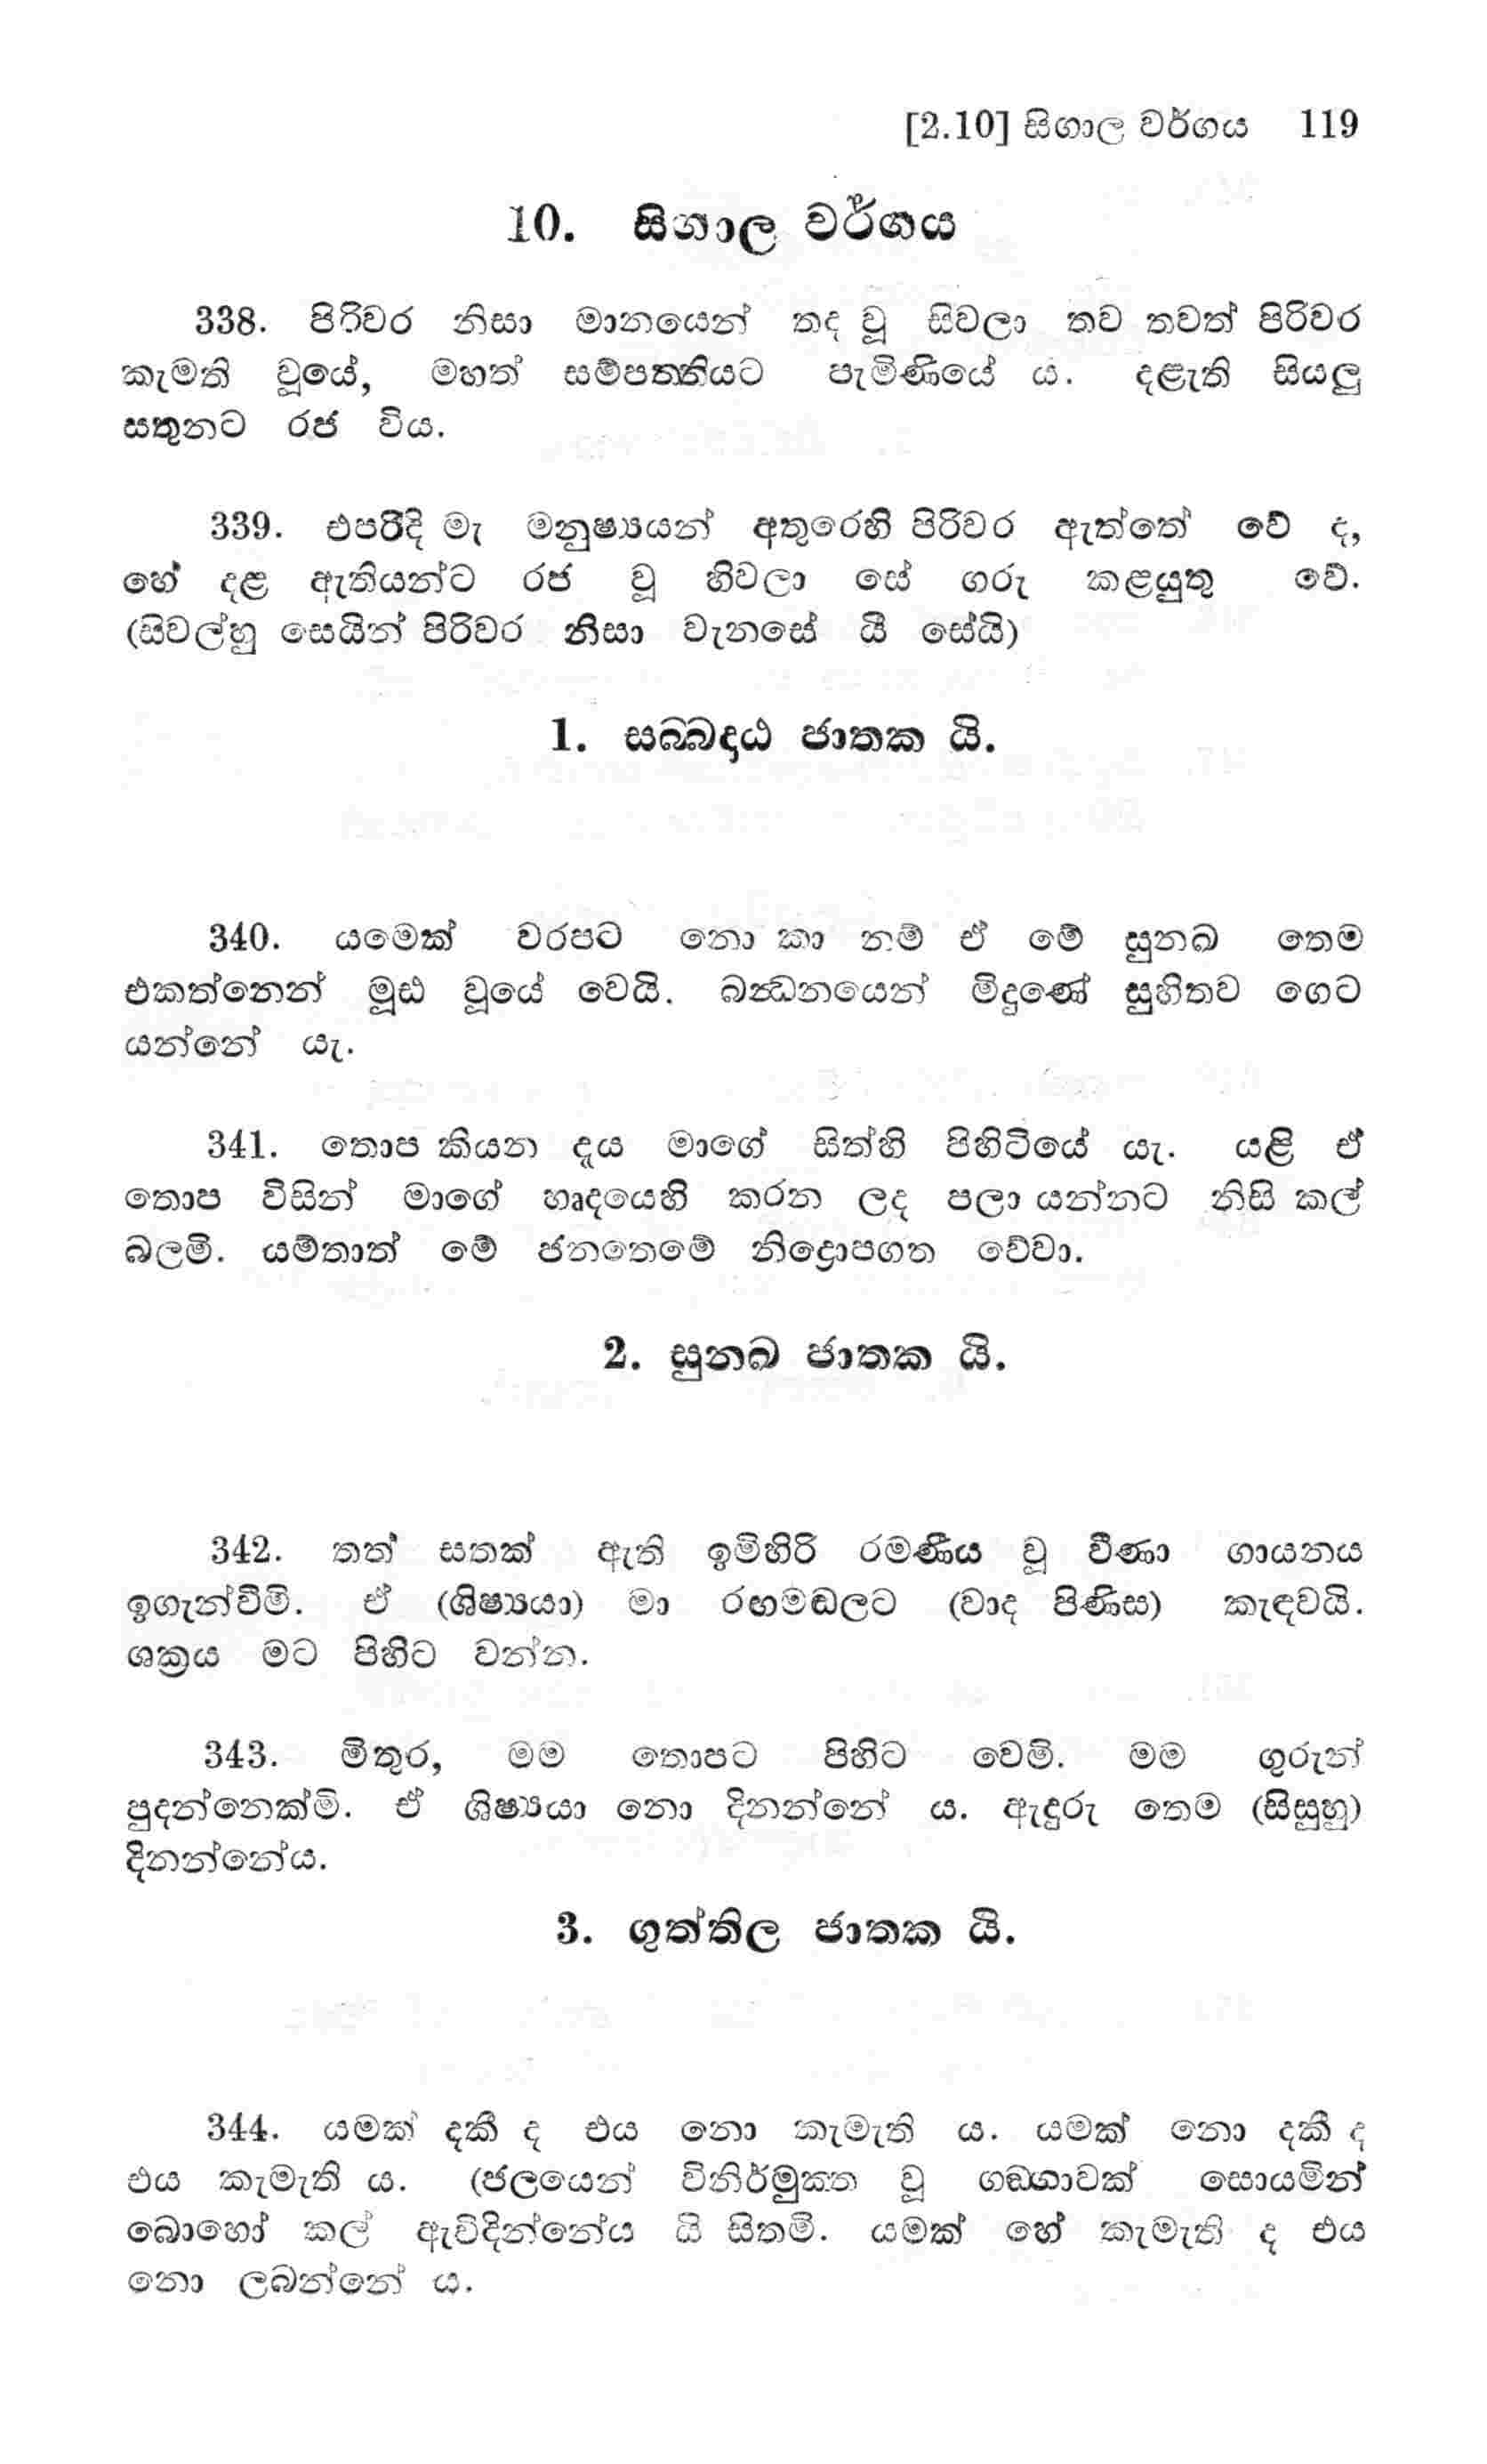 [2.10] සිගාල වර්ගය 119
10. සිගාල වර්ගය
338. පිරිවර නිසා මානයෙන් තද වූ සිවලා තව තවත් පිරිවර
කැමති වූයේ, මහත් සම්පත්තියට පැමිණියේ ය. දළැති සියලු
සතුනට රජ විය.
339. එපරිදි මැ මනුෂ්‍යයන් අතුරෙහි පිරිවර ඇත්තේ වේ ද,
හේ දළ ඇතියන්ට රජ වූ හිවලා සේ ගරු කළයුතු වේ.
(සිවල්හු සෙයින් පිරිවර නිසා වැනසේ යී සේයි)
1. සබ්බදාඨ ජාතක යි.
340. යමෙක් වරපට නො කා නම් ඒ මේ සුනඛ තෙම
එකත්නෙන් මූඪ වූයේ වෙයි. බන්‍ධනයෙන් මිදුණේ සුහිතව ගෙට
යන්නේ යැ.
341. තොප කියන දූය මාගේ සිත්හි පිහිටියේ යැ. යළි ඒ
තොප විසින් මාගේ හෘදයෙහි කරන ලද පලා යන්නට නිසි කල්
බලමි. යම්තාත් මේ ජනතෙමේ නිද්‍රොපගත වේවා.
2. සුනඛ ජාතක යි.
342. තත් සතක් ඇති ඉමිහිරි රමණීය වූ වීණා ගායනය
ඉගැන්වීමි. ඒ (ශිෂ්‍යයා) මා රඟමඬලට (වාද පිණිස) කැඳවයි.
ශක්‍රය මට පිහිට වන්න.
343. මිතුර, මම තොපට පිහිට වෙමි. මම ගුරුන්
පුදන්නෙක්මි. ඒ ශිෂ්‍යයා නො දිනන්නේ ය. ඇදුරු තෙම (සිසුහු)
දිනන්නේය.
3. ගුත්තිල ජාතක යි.
344. යමක් දකී ද එය නො කැමැති ය. යමක් නො දකී ද
එය කැමැති ය. (ජලයෙන් විනිර්මුක්ත වූ ගඞ්ගාවක් සොයමින්
බොහෝ කල් ඇවිදින්නේය යි සිතමි. යමක් හේ කැමැති ද එය
නො ලබන්නේ ය.